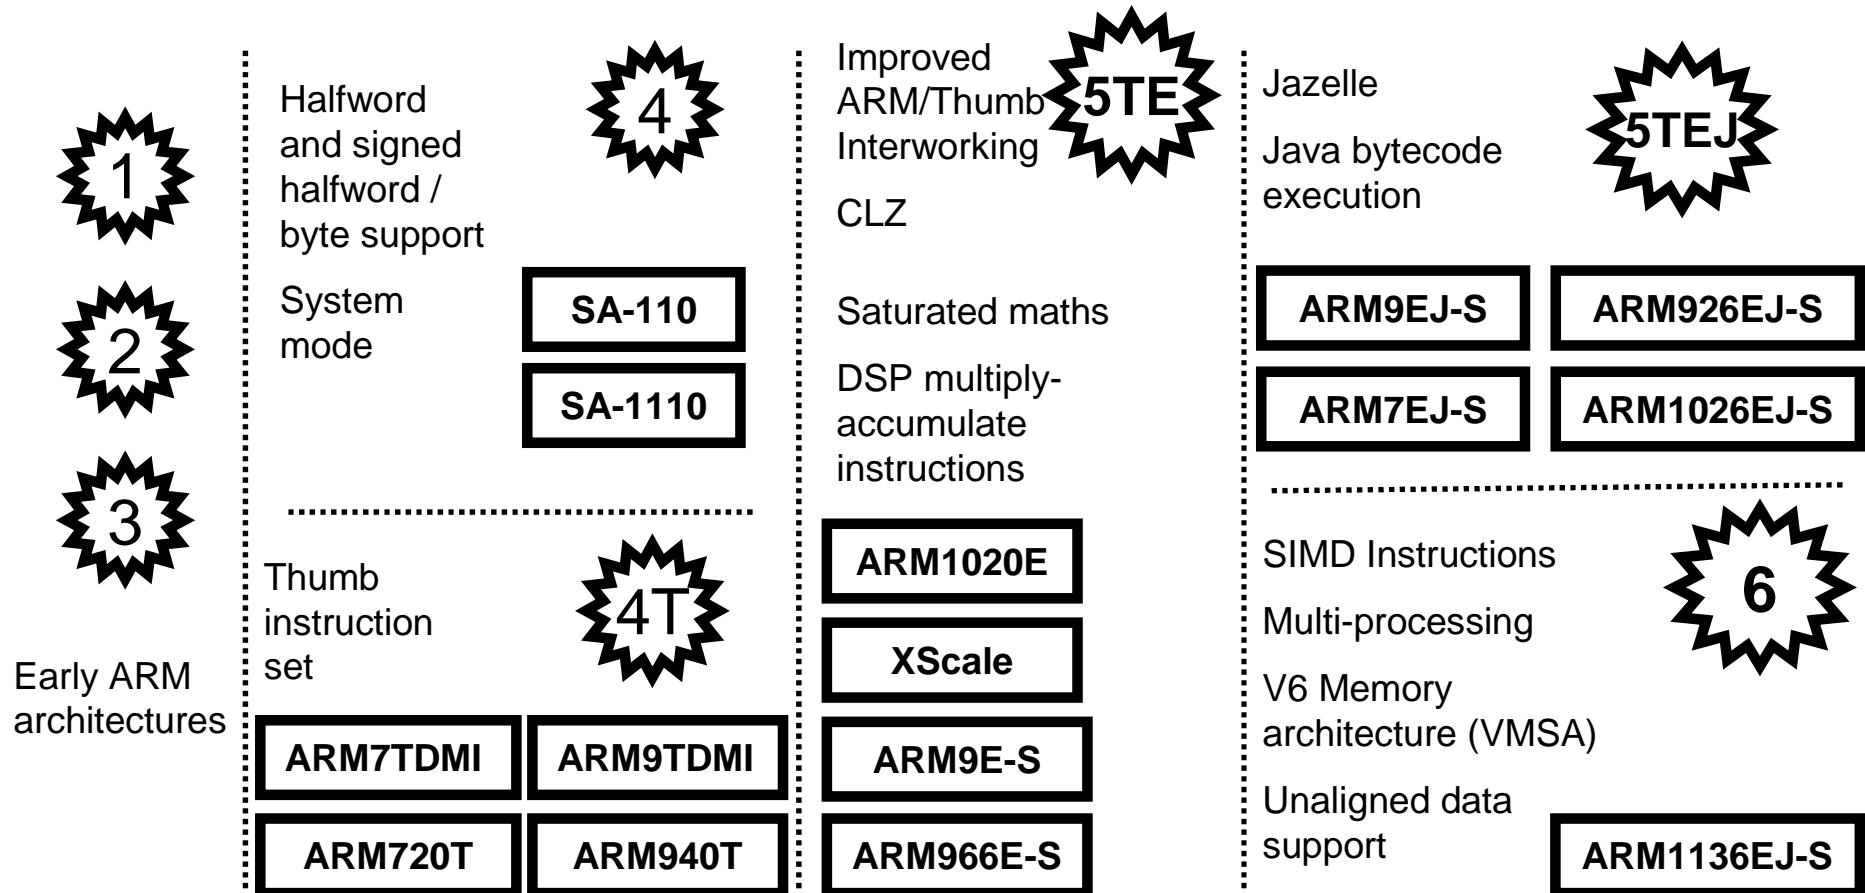 1
2
3
Early ARM
architectures
Halfword
and signed
halfword /
byte support
4
System
mode
SA-110
SA-1110
Thumb
instruction
set
4T
ARM7TDMI
ARM9TDMI
ARM720T
ARM940T
Improved
ARM/Thumb
Interworking
5TE
CLZ
Saturated maths
DSP multiply-
accumulate
instructions
ARM1020E
XScale
ARM9E-S
ARM966E-S
Jazelle
5TEJ
Java bytecode
execution
ARM9EJ-S
ARM926EJ-S
ARM7EJ-S
ARM1026EJ-S
SIMD Instructions
6
Multi-processing
V6 Memory
architecture (VMSA)
Unaligned data
support
ARM1136EJ-S